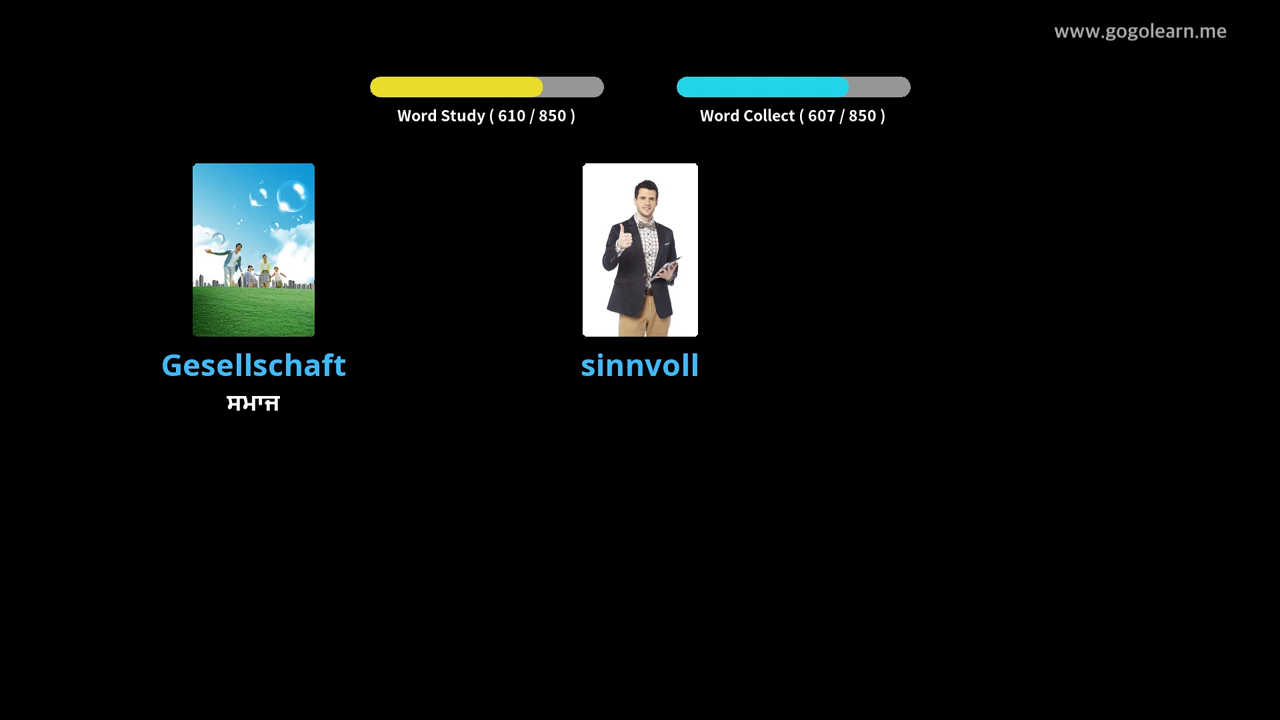 www.gogolearn.me
Word Study ( 610 / 850 )
Word Collect ( 607 / 850 )
Gesellschaft
ਸਮਾਜ
sinnvoll